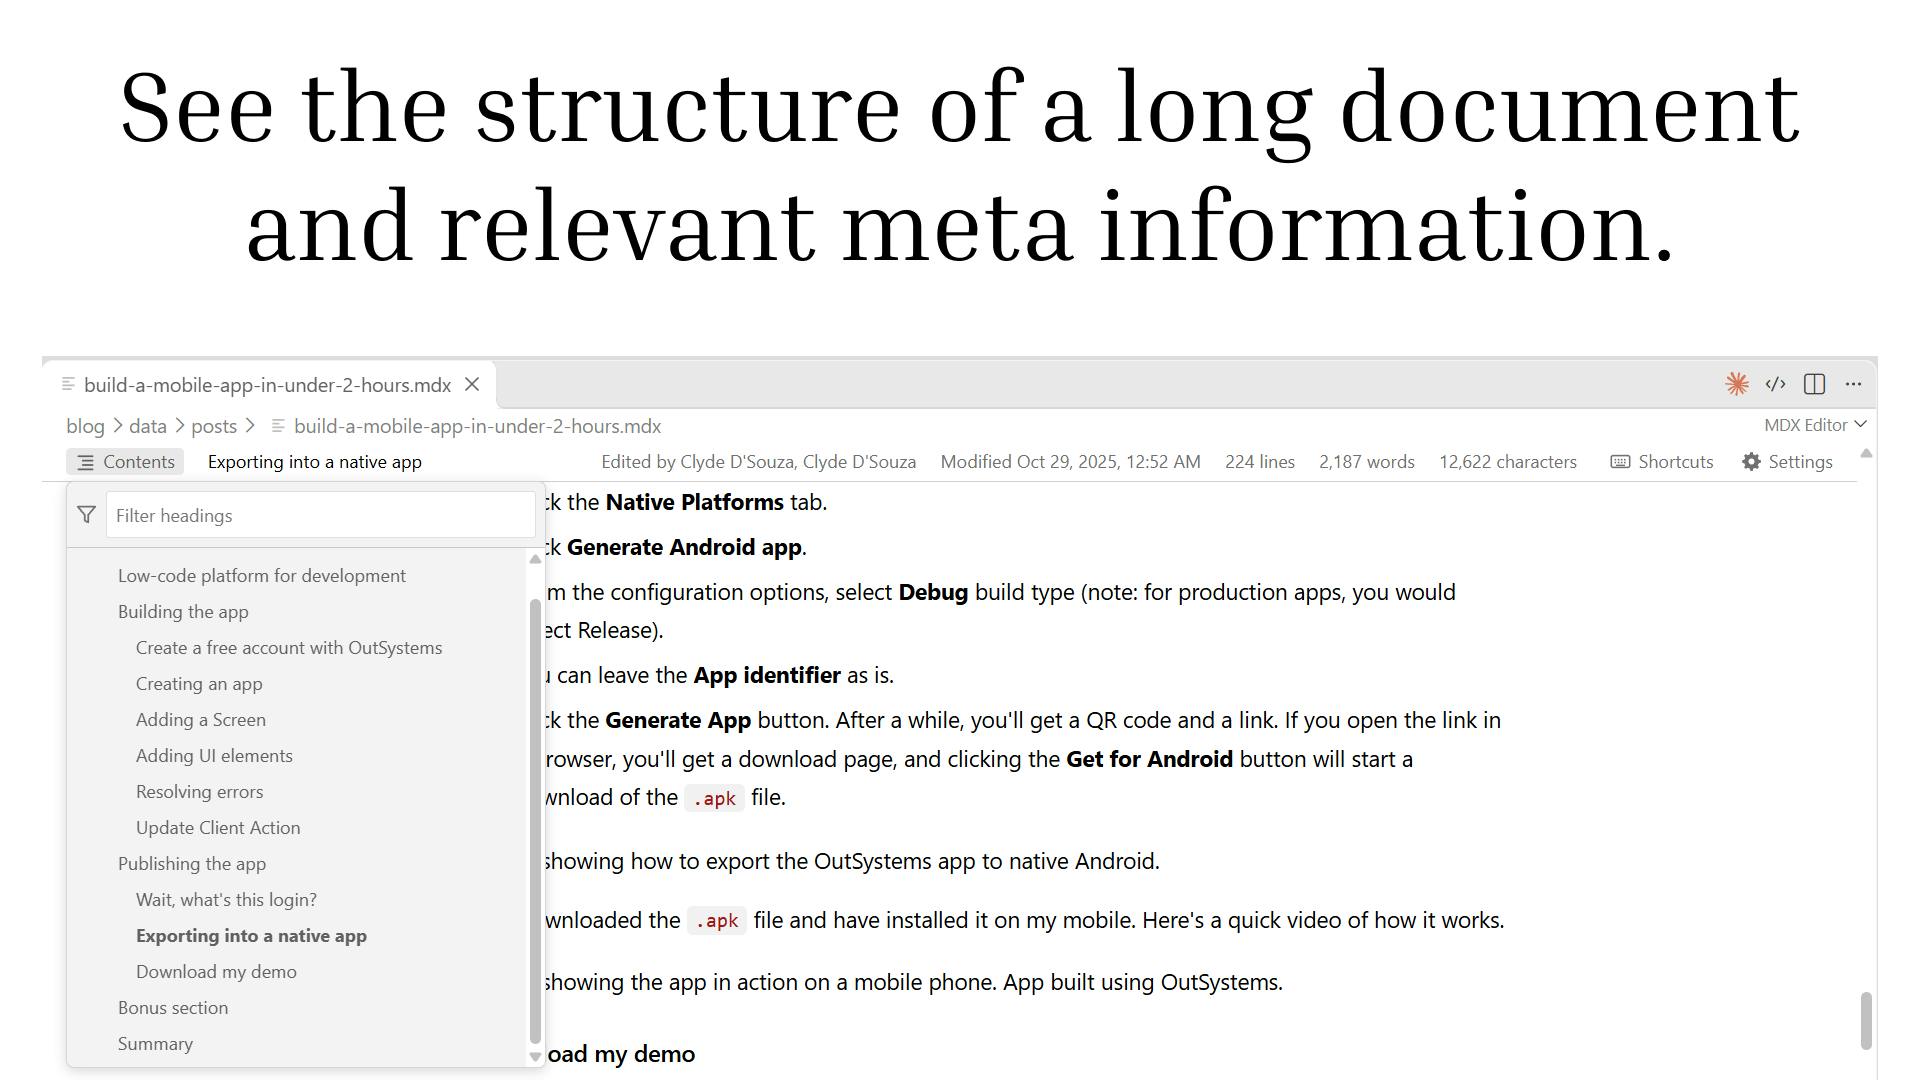 See the structure of a long document
and relevant meta information.
build-a-mobile-app-in-under-2-hours.mdx
blog > data > posts > build-a-mobile-app-in-under-2-hours.mdx
MDX Editor
Contents
Exporting into a native app
Edited by Clyde D'Souza, Clyde D'Souza
Modified Oct 29, 2025, 12:52 AM
224 lines
2,187 words
12,622 characters
Shortcuts
Settings
Filter headings
Low-code platform for development
Building the app
Create a free account with OutSystems
Creating an app
Adding a Screen
Adding UI elements
Resolving errors
Update Client Action
Publishing the app
Wait, what's this login?
Exporting into a native app
Download my demo
Bonus section
Summary
ck the Native Platforms tab.
ck Generate Android app.
m the configuration options, select Debug build type (note: for production apps, you would
ect Release).
can leave the App identifier as is.
ck the Generate App button. After a while, you'll get a QR code and a link. If you open the link in
rowser, you'll get a download page, and clicking the Get for Android button will start a
wnload of the .apk file.
showing how to export the OutSystems app to native Android.
wnloaded the .apk file and have installed it on my mobile. Here's a quick video of how it works.
showing the app in action on a mobile phone. App built using OutSystems.
oad my demo